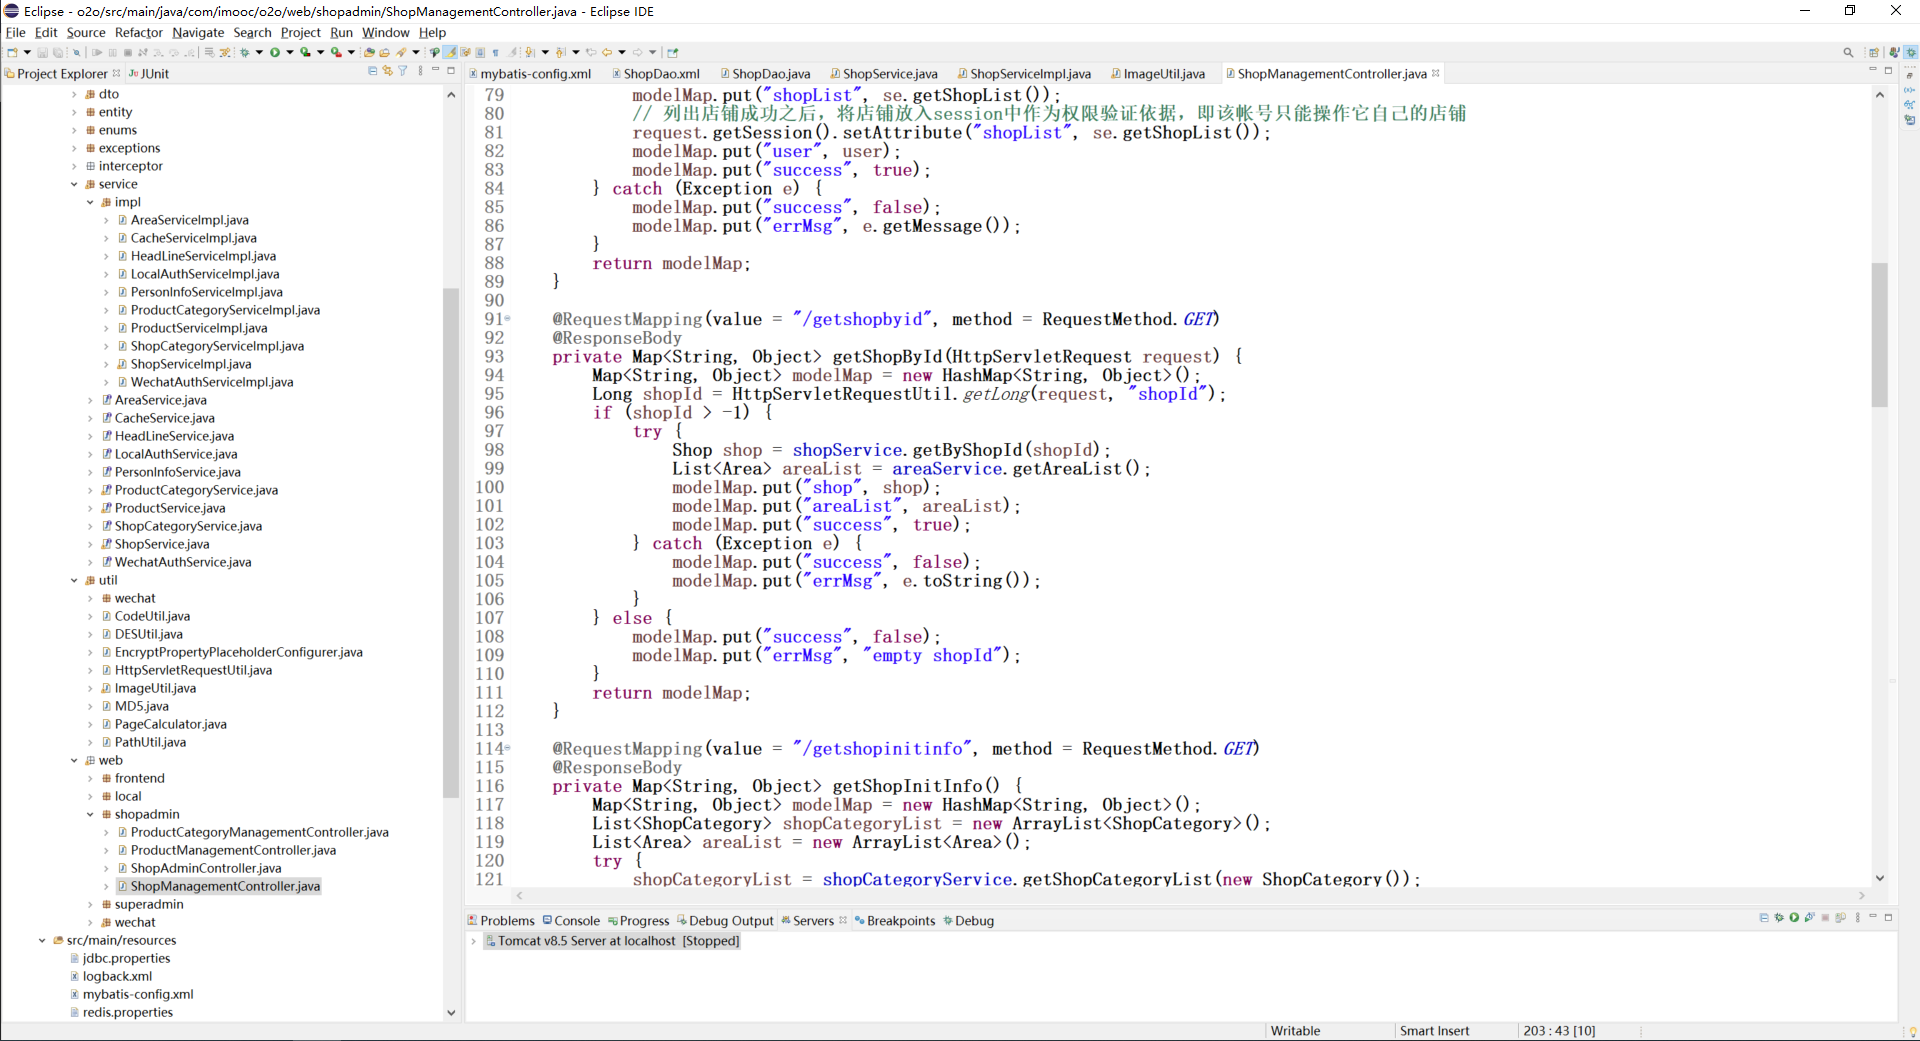 Eclipse - o2o/src/main/java/com/imooc/o2o/web/shopadmin/ShopManagementController.java - Eclipse IDE
File Edit Source Refactor Navigate Search Project Run Window Help
Project Explorer JUnit
dto
entity
enums
exceptions
interceptor
service
impl
AreaServiceImpl.java
CacheServiceImpl.java
HeadLineServiceImpl.java
LocalAuthServiceImpl.java
PersonInfoServiceImpl.java
ProductCategoryServiceImpl.java
ProductServiceImpl.java
ShopCategoryServiceImpl.java
ShopServiceImpl.java
WechatAuthServiceImpl.java
AreaService.java
CacheService.java
HeadLineService.java
LocalAuthService.java
PersonInfoService.java
ProductCategoryService.java
ProductService.java
ShopCategoryService.java
ShopService.java
WechatAuthService.java
util
wechat
CodeUtil.java
DESUtil.java
EncryptPropertyPlaceholderConfigurer.java
HttpServletRequestUtil.java
ImageUtil.java
MD5.java
PageCalculator.java
PathUtil.java
web
frontend
local
shopadmin
ProductCategoryManagementController.java
ProductManagementController.java
ShopAdminController.java
ShopManagementController.java
superadmin
wechat
src/main/resources
jdbc.properties
logback.xml
mybatis-config.xml
redis.properties
mybatis-config.xml ShopDao.xml ShopDao.java ShopService.java ShopServiceImpl.java ImageUtil.java ShopManagementController.java
79 modelMap.put("shopList", se.getShopList());
80 // 列出店铺成功之后，将店铺放入session中作为权限验证依据，即该帐号只能操作它自己的店铺
81 request.getSession().setAttribute("shopList", se.getShopList());
82 modelMap.put("user", user);
83 modelMap.put("success", true);
84 } catch (Exception e) {
85 modelMap.put("success", false);
86 modelMap.put("errMsg", e.getMessage());
87 }
88 return modelMap;
89 }
90
91 @RequestMapping(value = "/getshopbyid", method = RequestMethod.GET)
92 @ResponseBody
93 private Map<String, Object> getShopById(HttpServletRequest request) {
94 Map<String, Object> modelMap = new HashMap<String, Object>();
95 Long shopId = HttpServletRequestUtil.getLong(request, "shopId");
96 if (shopId > -1) {
97 try {
98 Shop shop = shopService.getByShopId(shopId);
99 List<Area> areaList = areaService.getAreaList();
100 modelMap.put("shop", shop);
101 modelMap.put("areaList", areaList);
102 modelMap.put("success", true);
103 } catch (Exception e) {
104 modelMap.put("success", false);
105 modelMap.put("errMsg", e.toString());
106 }
107 } else {
108 modelMap.put("success", false);
109 modelMap.put("errMsg", "empty shopId");
110 }
111 return modelMap;
112 }
113
114 @RequestMapping(value = "/getshopinitinfo", method = RequestMethod.GET)
115 @ResponseBody
116 private Map<String, Object> getShopInitInfo() {
117 Map<String, Object> modelMap = new HashMap<String, Object>();
118 List<ShopCategory> shopCategoryList = new ArrayList<ShopCategory>();
119 List<Area> areaList = new ArrayList<Area>();
120 try {
121 shopCategoryList = shopCategoryService.getShopCategoryList(new ShopCategory());
Problems Console Progress Debug Output Servers Breakpoints Debug
Tomcat v8.5 Server at localhost [Stopped]
Writable Smart Insert 203 : 43 [10]